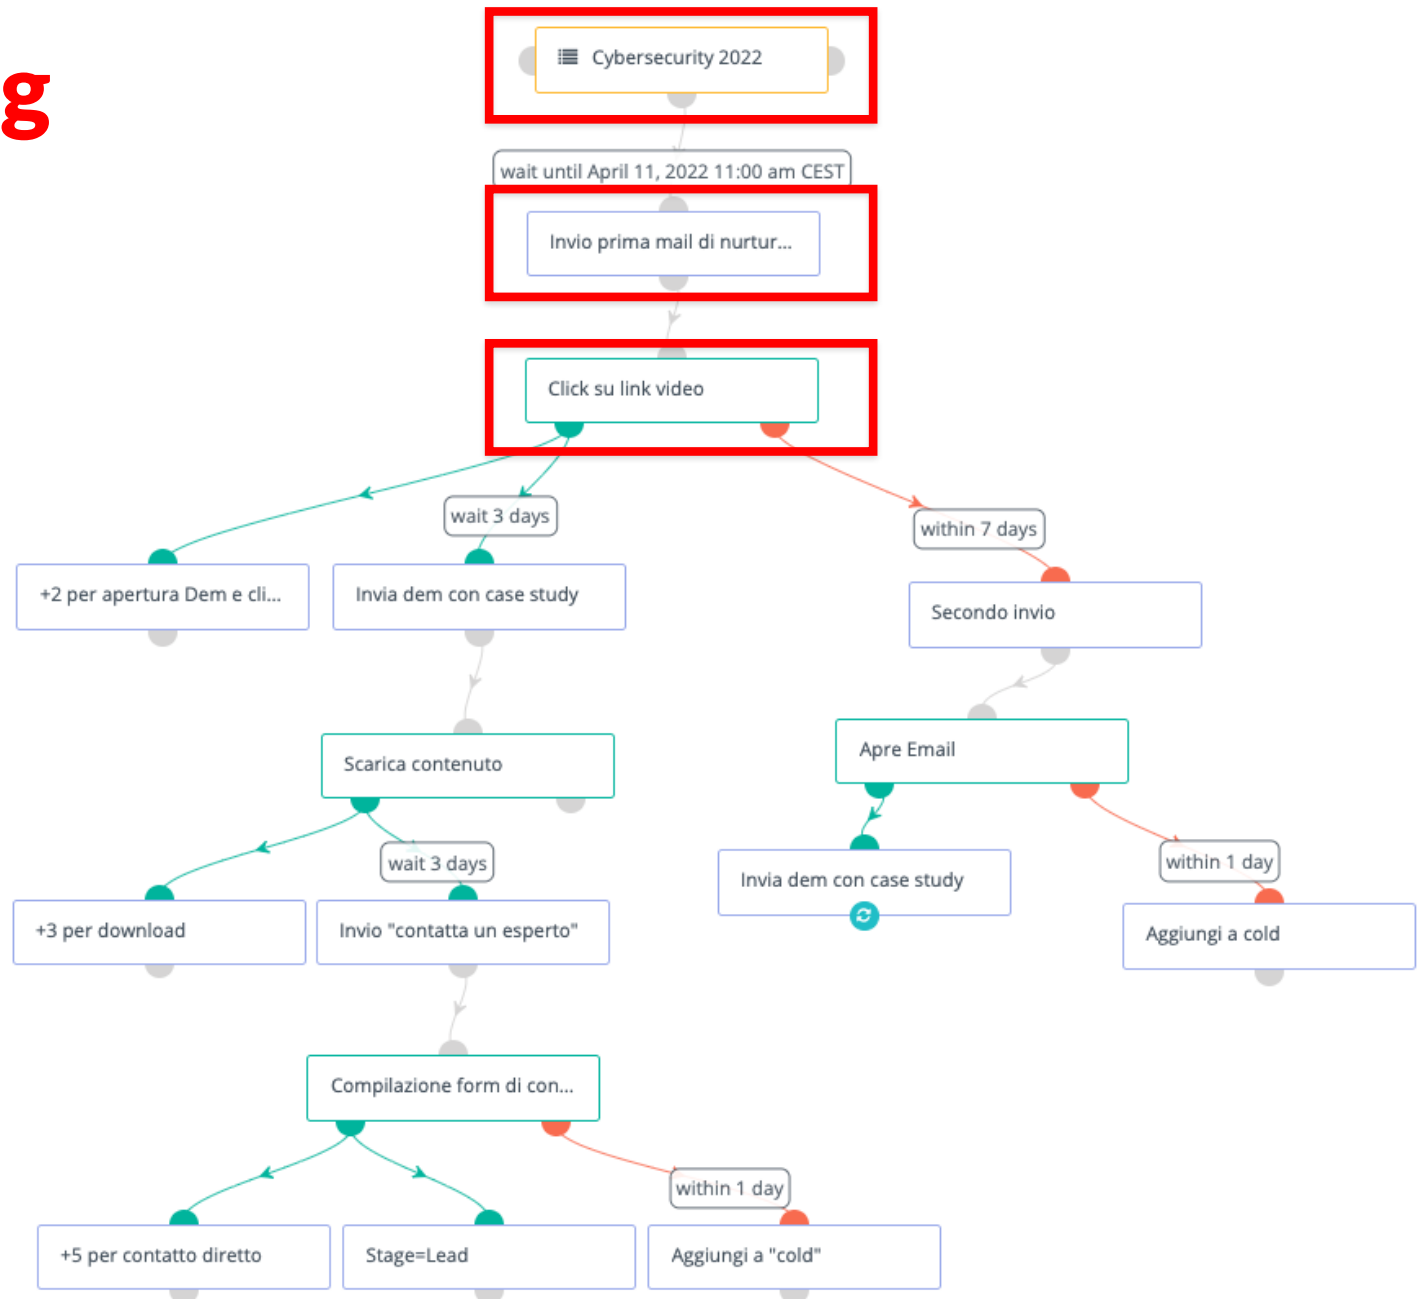 g
Cybersecurity 2022
wait until April 11, 2022 11:00 am CEST
Invio prima mail di nurtur...
Click su link video
wait 3 days
within 7 days
+2 per apertura Dem e cli...
Invia dem con case study
Secondo invio
Scarica contenuto
Apre Email
wait 3 days
within 1 day
Invia dem con case study
+3 per download
Invio "contatta un esperto"
Aggiungi a cold
Compilazione form di con...
within 1 day
+5 per contatto diretto
Stage=Lead
Aggiungi a "cold"